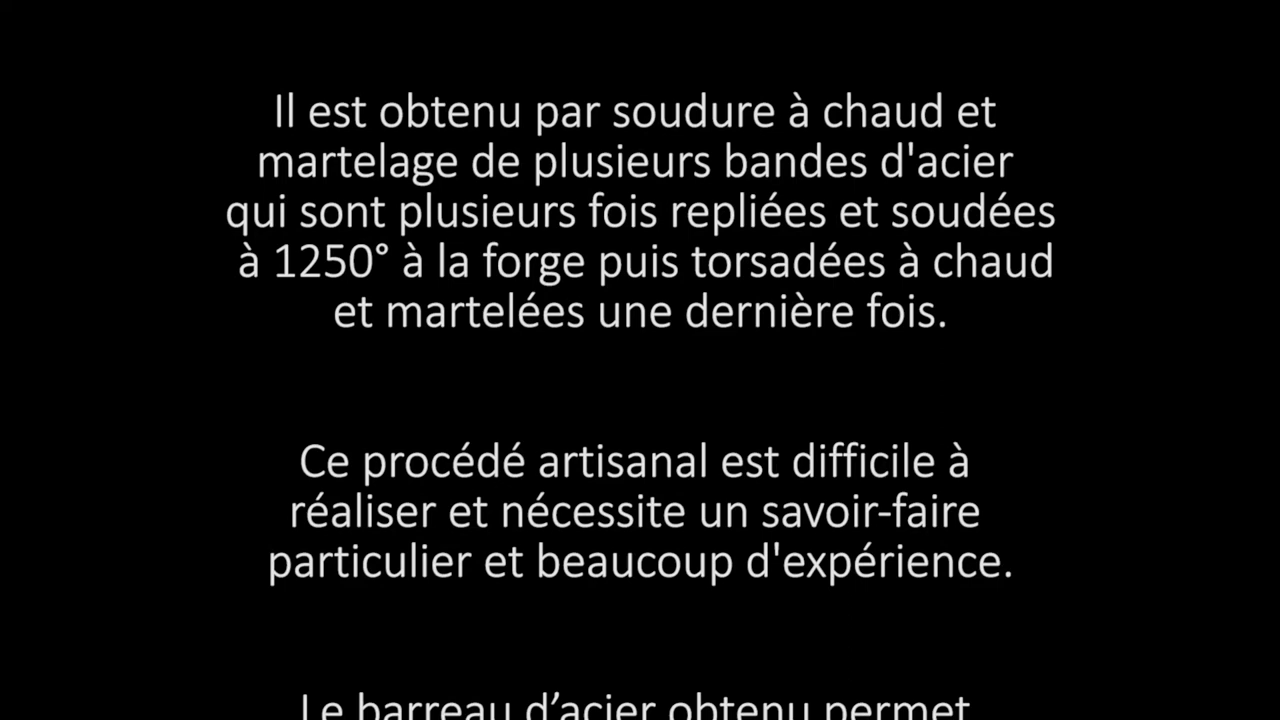 Il est obtenu par soudure à chaud et
martelage de plusieurs bandes d'acier
qui sont plusieurs fois repliées et soudées
à 1250° à la forge puis torsadées à chaud
et martelées une dernière fois.
Ce procédé artisanal est difficile à
réaliser et nécessite un savoir-faire
particulier et beaucoup d'expérience.
Le barreau d’acier obtenu permet